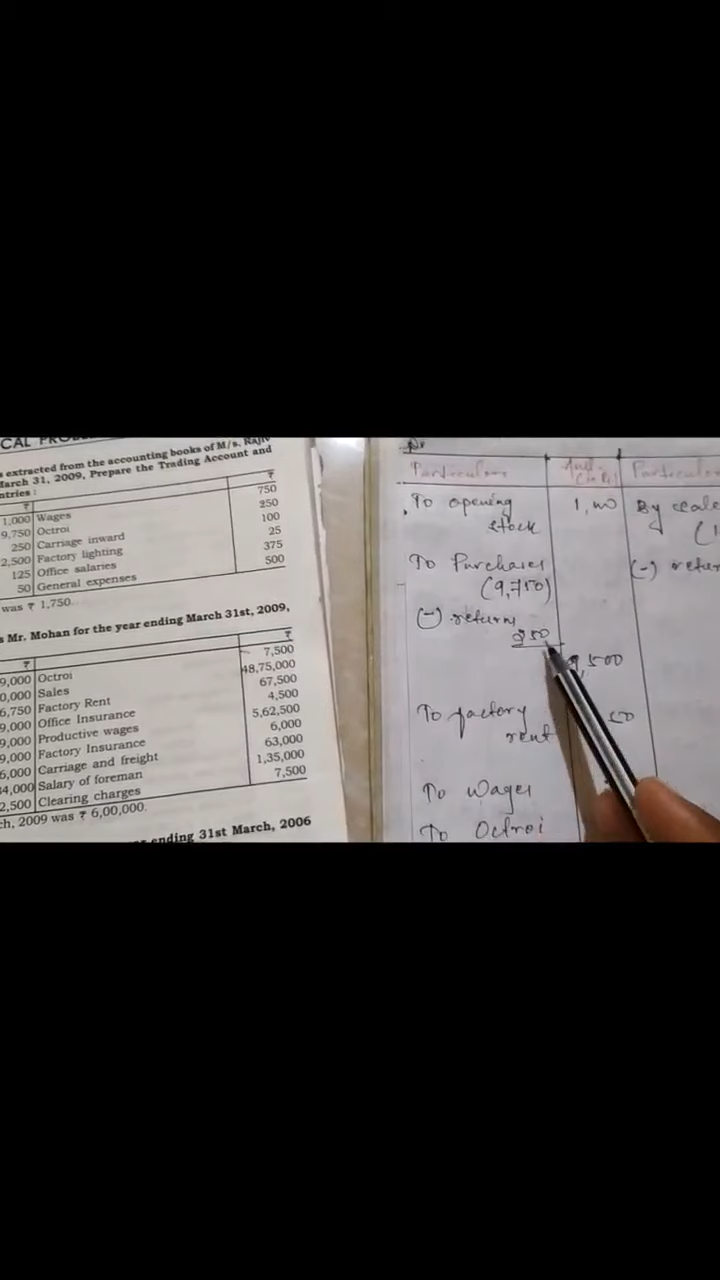 CAL
s extracted from the accounting books of M/s. Rajiv
March 31, 2009, Prepare the Trading Account and
ntries :
₹ ₹
1,000 Wages 750
9,750 Octroi 250
250 Carriage inward 100
2,500 Factory lighting 25
125 Office salaries 375
50 General expenses 500
was ₹ 1,750.
s Mr. Mohan for the year ending March 31st, 2009,
₹ ₹
9,000 Octroi 7,500
0,000 Sales 48,75,000
6,750 Factory Rent 67,500
9,000 Office Insurance 4,500
9,000 Productive wages 5,62,500
9,000 Factory Insurance 6,000
6,000 Carriage and freight 63,000
4,000 Salary of foreman 1,35,000
2,500 Clearing charges 7,500
ch, 2009 was ₹ 6,00,000.
ending 31st March, 2006
Dr
Particulars Particulars
To opening stock By
To Purchases
(9,750)
(-) return (-) retur
250
9,500
To factory
rent 50
To Wages
To Octroi